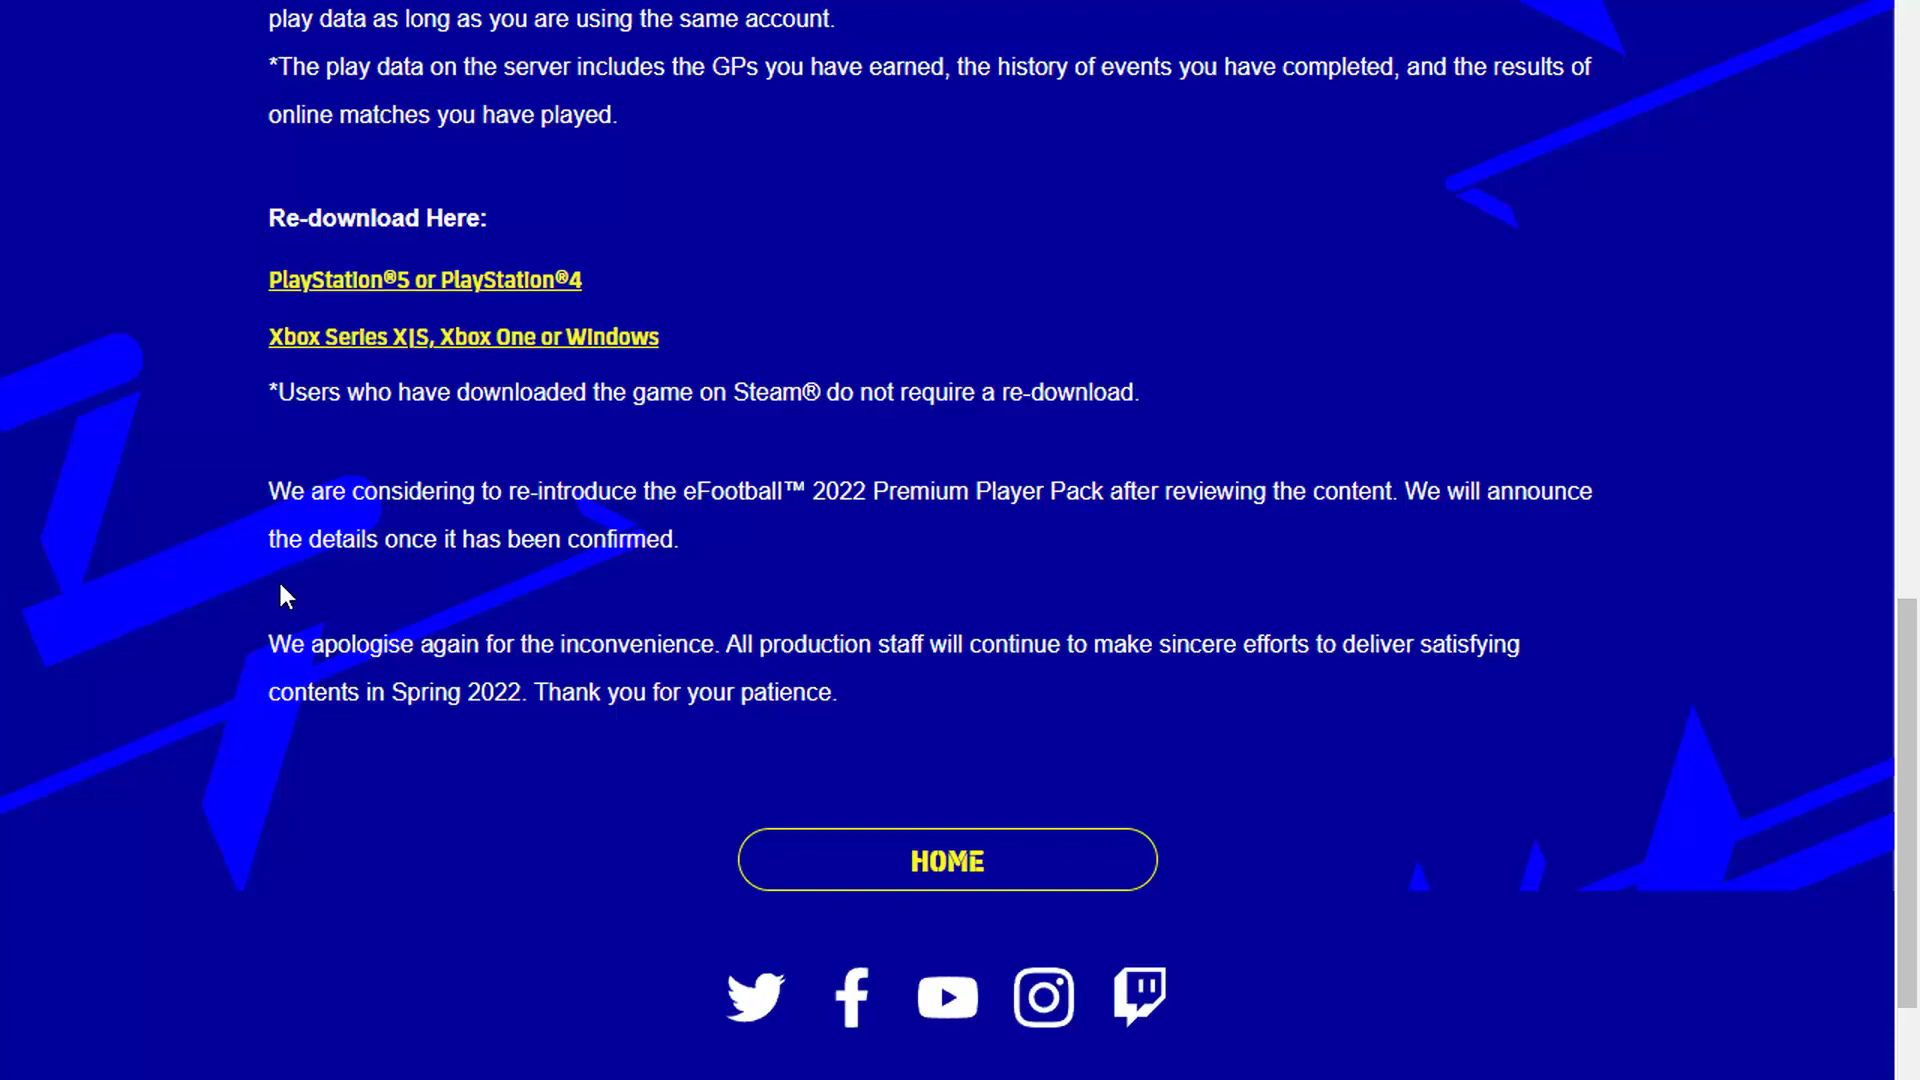 play data as long as you are using the same account.
*The play data on the server includes the GPs you have earned, the history of events you have completed, and the results of
online matches you have played.
Re-download Here:
PlayStation®5 or PlayStation®4
Xbox Series X|S, Xbox One or Windows
*Users who have downloaded the game on Steam® do not require a re-download.
We are considering to re-introduce the eFootball™ 2022 Premium Player Pack after reviewing the content. We will announce
the details once it has been confirmed.
We apologise again for the inconvenience. All production staff will continue to make sincere efforts to deliver satisfying
contents in Spring 2022. Thank you for your patience.
HOME